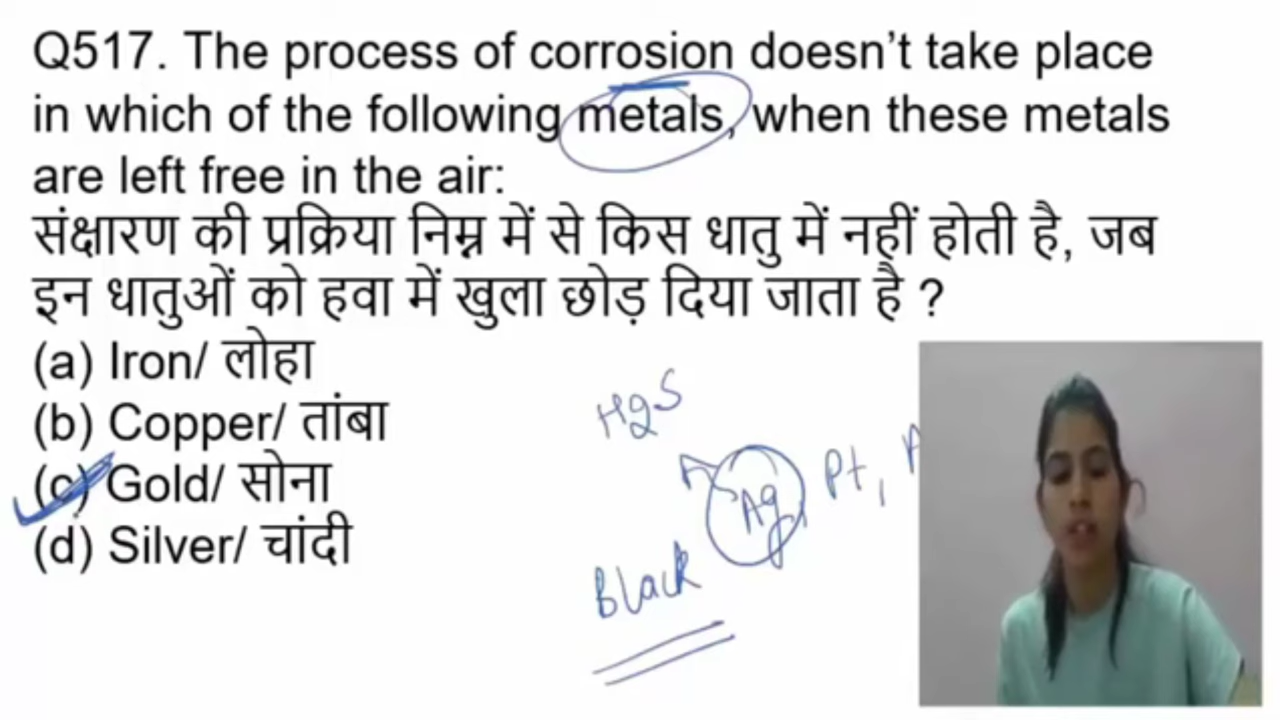 Q517. The process of corrosion doesn’t take place
in which of the following metals, when these metals
are left free in the air:
संक्षारण की प्रक्रिया निम्न में से किस धातु में नहीं होती है, जब
इन धातुओं को हवा में खुला छोड़ दिया जाता है ?
(a) Iron/ लोहा
(b) Copper/ तांबा
(c) Gold/ सोना
(d) Silver/ चांदी
HgS
Ag, Pt,
Black